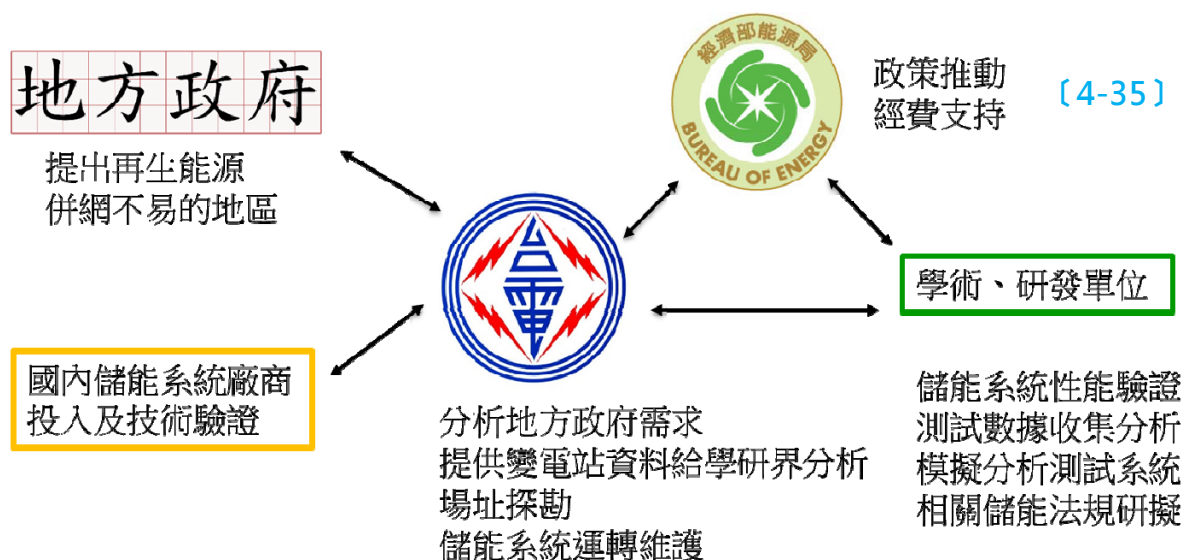 地方政府
提出再生能源
併網不易的地區
經濟部能源局
BUREAU OF ENERGY
政策推動
經費支持
〔4-35〕
台電
學術、研發單位
國內儲能系統廠商
投入及技術驗證
分析地方政府需求
提供變電站資料給學研界分析
場址探勘
儲能系統運轉維護
儲能系統性能驗證
測試數據收集分析
模擬分析測試系統
相關儲能法規研擬